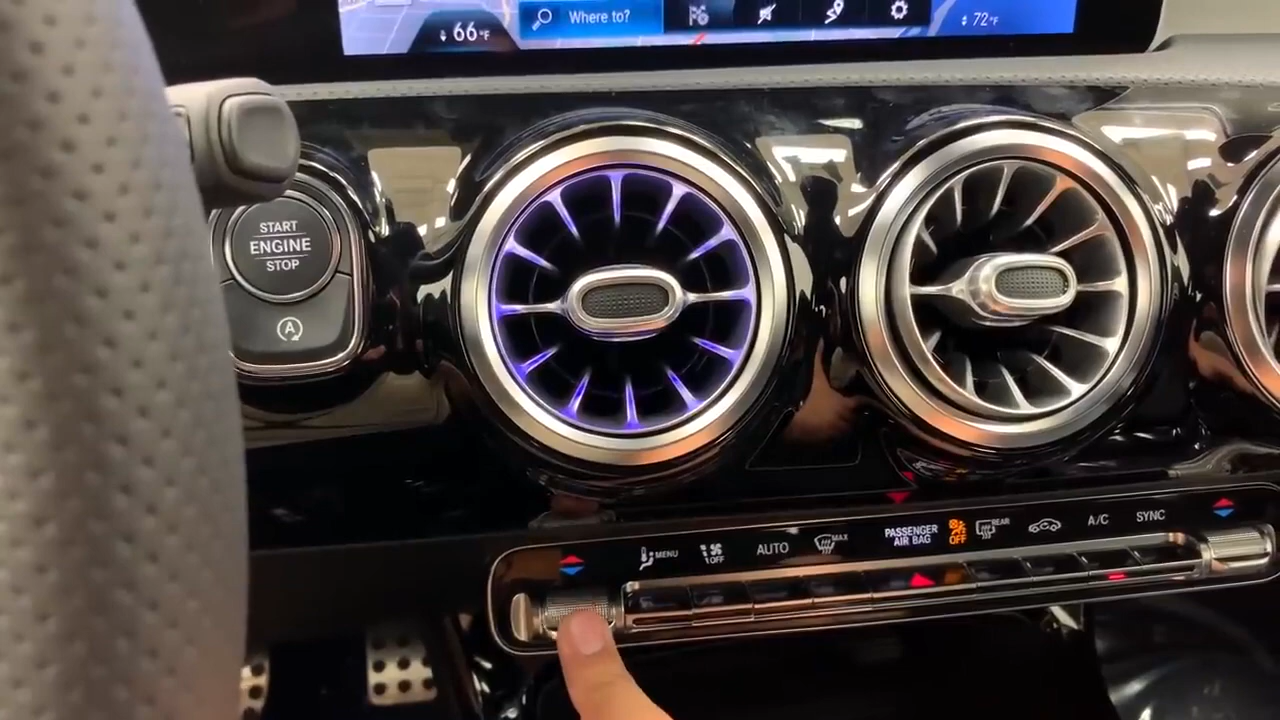 66°F
Where to?
72°F
START
ENGINE
STOP
A
MENU
OFF
AUTO
MAX
PASSENGER
AIR BAG
OFF
REAR
A/C
SYNC